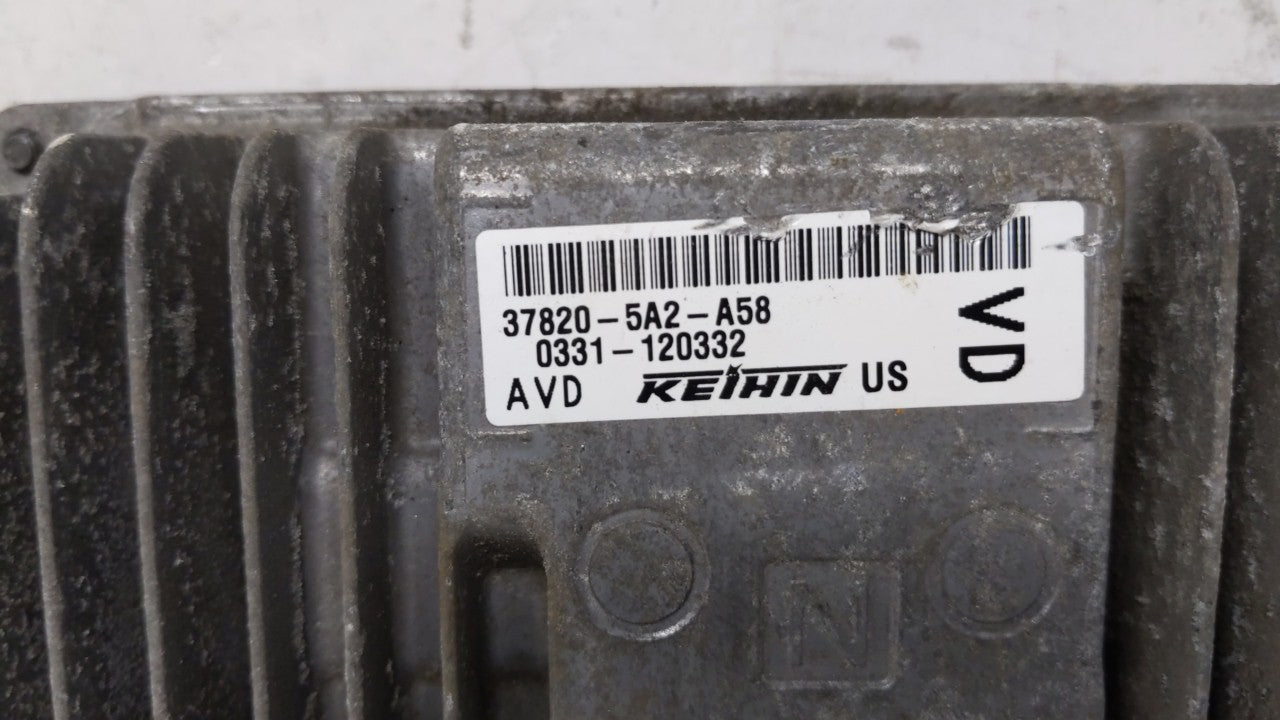 37820-5A2-A58
0331-120332
AVD KEIHIN US
VD
N